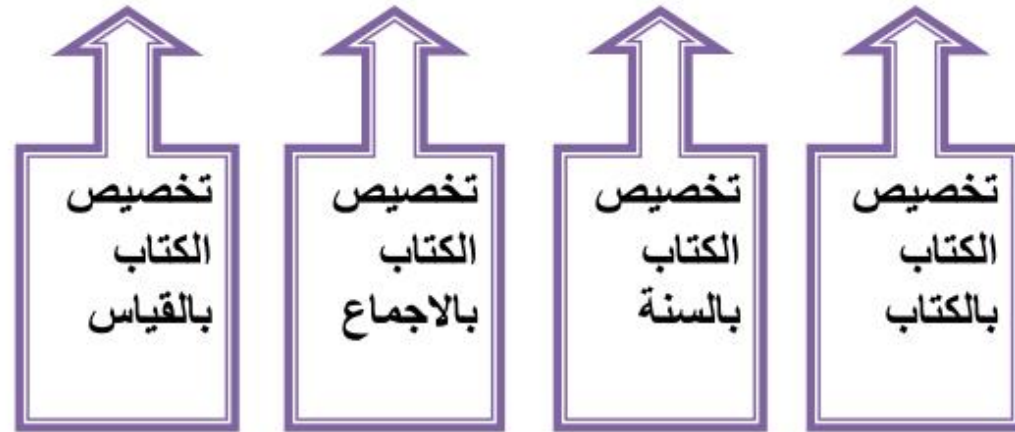 تخصيص
الكتاب
بالكتاب
تخصيص
الكتاب
بالسنة
تخصيص
الكتاب
بالاجماع
تخصيص
الكتاب
بالقياس